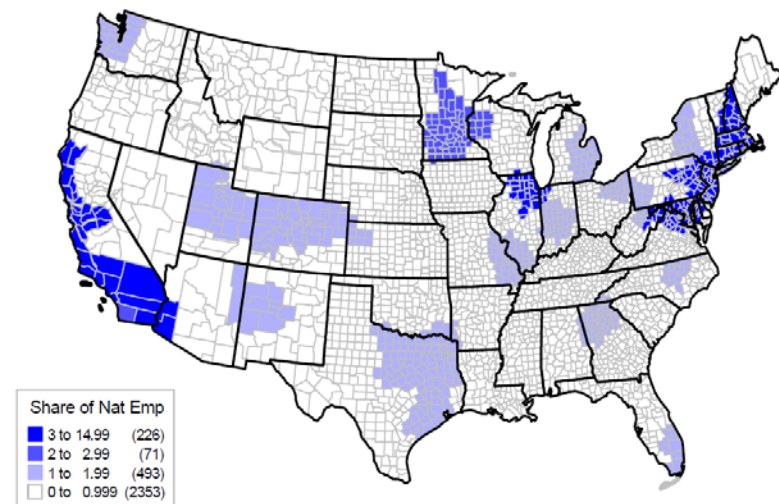 Share of Nat Emp
3 to 14.99 (226)
2 to 2.99 (71)
1 to 1.99 (493)
0 to 0.999 (2353)